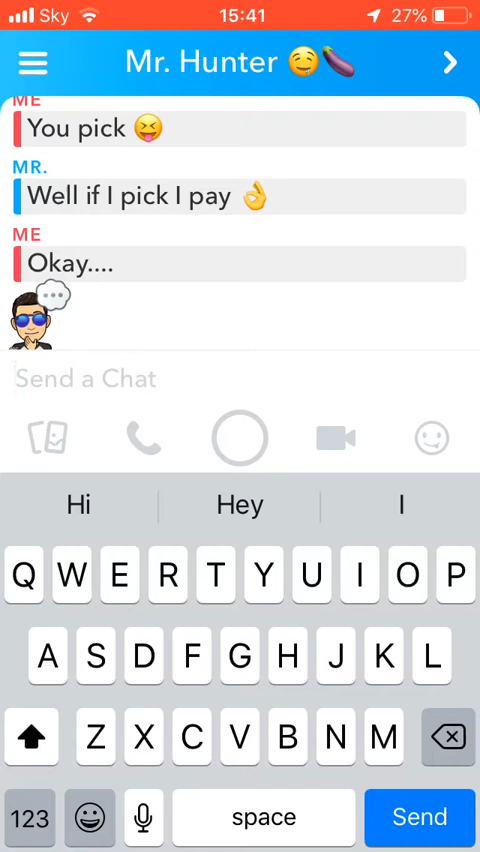 Sky 15:41 27%
Mr. Hunter 🤤🍆
ME
You pick 😝
MR.
Well if I pick I pay 👌
ME
Okay....
Send a Chat
Hi Hey I
Q W E R T Y U I O P
A S D F G H J K L
Z X C V B N M
123 space Send